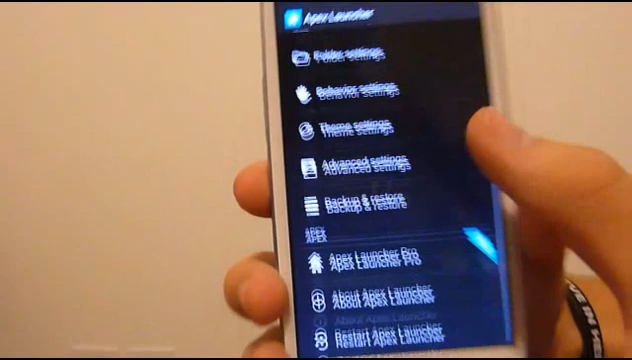 Apex Launcher
Folder settings
Behavior settings
Theme settings
Advanced settings
Backup & restore
APEX
Apex Launcher Pro
About Apex Launcher
Restart Apex Launcher